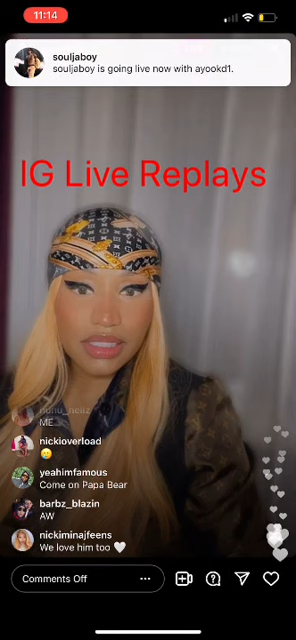 11:14
souljaboy
souljaboy is going live now with ayookd1.
IG Live Replays
ME..
nickioverload
yeahimfamous
Come on Papa Bear
barbz_blazin
AW
nickiminajfeens
We love him too 🤍
Comments Off